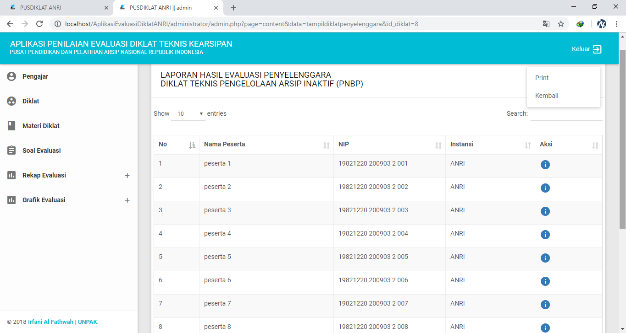 PUSDIKLAT ANRI
PUSDIKLAT ANRI | admin
localhost/AplikasiEvaluasiDiklatANRI/administrator/admin.php?page=content&data=tampildiklatpenyelenggara&id_diklat=8
APLIKASI PENILAIAN EVALUASI DIKLAT TEKNIS KEARSIPAN
PUSAT PENDIDIKAN DAN PELATIHAN ARSIP NASIONAL REPUBLIK INDONESIA
Keluar
Pengajar
Diklat
Materi Diklat
Soal Evaluasi
Rekap Evaluasi +
Grafik Evaluasi +
© 2018 Irfani Al Fathwah | UNPAK.
LAPORAN HASIL EVALUASI PENYELENGGARA
DIKLAT TEKNIS PENGELOLAAN ARSIP INAKTIF (PNBP)
Print
Kembali
Show 10 entries
Search:
No Nama Peserta NIP Instansi Aksi
1 peserta 1 19821220 200903 2 001 ANRI
2 peserta 2 19821220 200903 2 002 ANRI
3 peserta 3 19821220 200903 2 003 ANRI
4 peserta 4 19821220 200903 2 004 ANRI
5 peserta 5 19821220 200903 2 005 ANRI
6 peserta 6 19821220 200903 2 006 ANRI
7 peserta 7 19821220 200903 2 007 ANRI
8 peserta 8 19821220 200903 2 008 ANRI